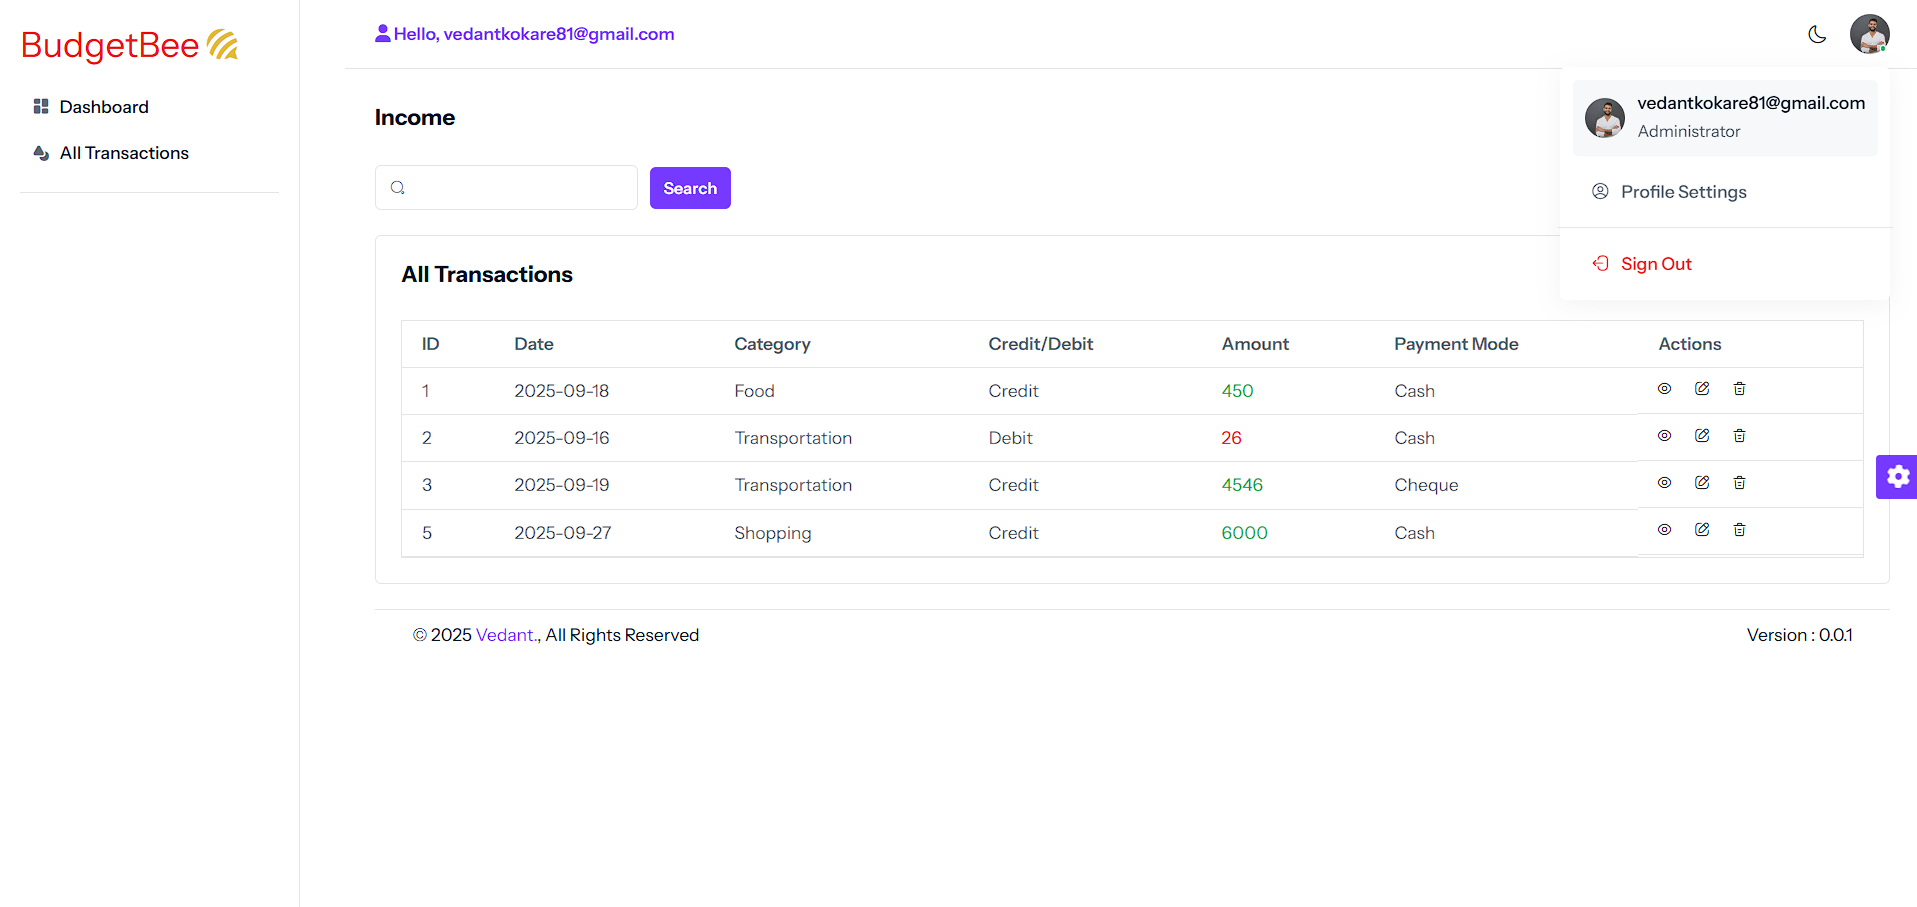 BudgetBee
Dashboard
All Transactions
Hello, vedantkokare81@gmail.com
vedantkokare81@gmail.com
Administrator
Profile Settings
Sign Out
Income
Search
All Transactions
ID Date Category Credit/Debit Amount Payment Mode Actions
1 2025-09-18 Food Credit 450 Cash
2 2025-09-16 Transportation Debit 26 Cash
3 2025-09-19 Transportation Credit 4546 Cheque
5 2025-09-27 Shopping Credit 6000 Cash
© 2025 Vedant., All Rights Reserved
Version : 0.0.1